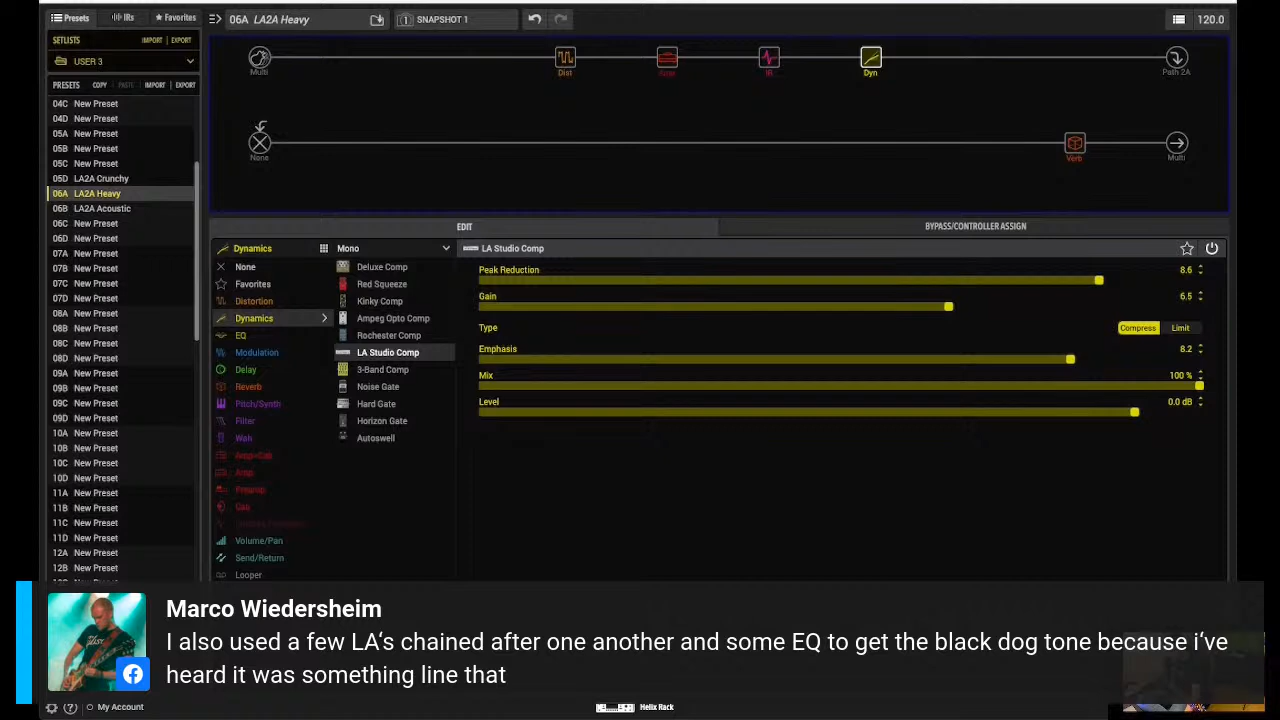 Presets
IRs
Favorites
06A LA2A Heavy
1 SNAPSHOT 1
120.0
SETLISTS IMPORT EXPORT
USER 3
PRESETS COPY PASTE IMPORT EXPORT
04C New Preset
04D New Preset
05A New Preset
05B New Preset
05C New Preset
05D LA2A Crunchy
06A LA2A Heavy
06B LA2A Acoustic
06C New Preset
06D New Preset
07A New Preset
07B New Preset
07C New Preset
07D New Preset
08A New Preset
08B New Preset
08C New Preset
08D New Preset
09A New Preset
09B New Preset
09C New Preset
09D New Preset
10A New Preset
10B New Preset
10C New Preset
10D New Preset
11A New Preset
11B New Preset
11C New Preset
11D New Preset
12A New Preset
12B New Preset
Multi
Dist
IR
Dyn
Path 2A
None
Verb
Multi
EDIT
BYPASS/CONTROLLER ASSIGN
Dynamics
Mono
LA Studio Comp
None
Favorites
Distortion
Dynamics
EQ
Modulation
Delay
Reverb
Pitch/Synth
Filter
Wah
Amp+Cab
Amp
Preamp
Cab
Volume/Pan
Send/Return
Looper
Deluxe Comp
Red Squeeze
Kinky Comp
Ampeg Opto Comp
Rochester Comp
LA Studio Comp
3-Band Comp
Noise Gate
Hard Gate
Horizon Gate
Autoswell
Peak Reduction 8.6
Gain 6.5
Type Compress Limit
Emphasis 8.2
Mix 100 %
Level 0.0 dB
Marco Wiedersheim
I also used a few LA‘s chained after one another and some EQ to get the black dog tone because i‘ve
heard it was something line that
? My Account
Helix Rack